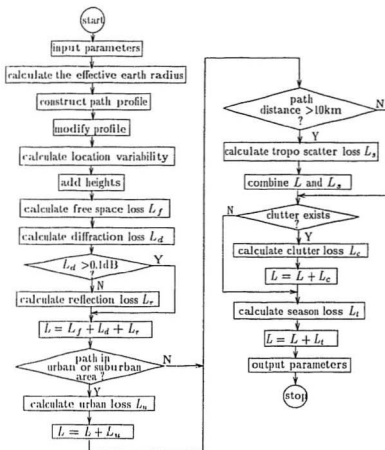 start
input parameters
calculate the effective earth radius
construct path profile
modify profile
calculate location variability
add heights
calculate free space loss L_f
calculate diffraction loss L_d
L_d >0.1dB
?
Y
N
calculate reflection loss L_r
L = L_f + L_d + L_r
path in
urban or suburban
area ?
N
Y
calculate urban loss L_u
L = L + L_u
path
distance >10km
?
N
Y
calculate tropo scatter loss L_s
combine L and L_s
N
clutter exists
?
Y
calculate clutter loss L_c
L = L + L_c
calculate season loss L_t
L = L + L_t
output parameters
stop